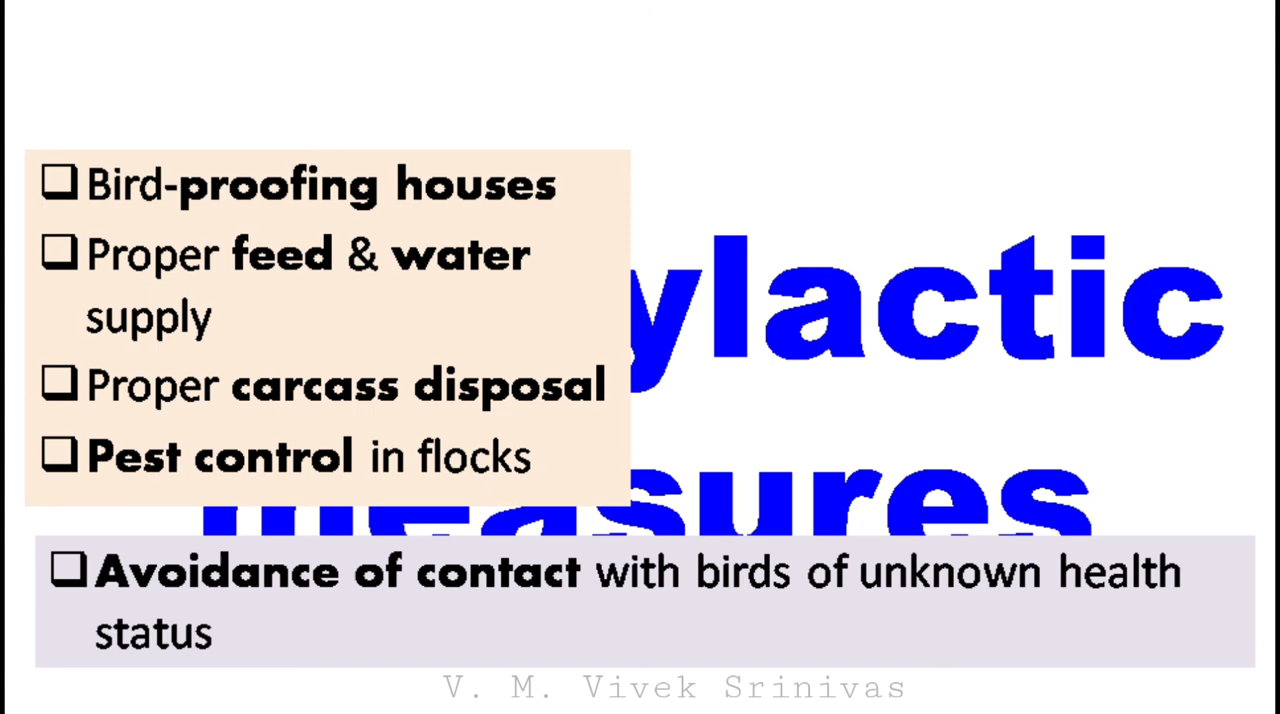 ❑ Bird-proofing houses
❑ Proper feed & water
supply
❑ Proper carcass disposal
❑ Pest control in flocks
ylactic
measures
❑ Avoidance of contact with birds of unknown health
status
V. M. Vivek Srinivas